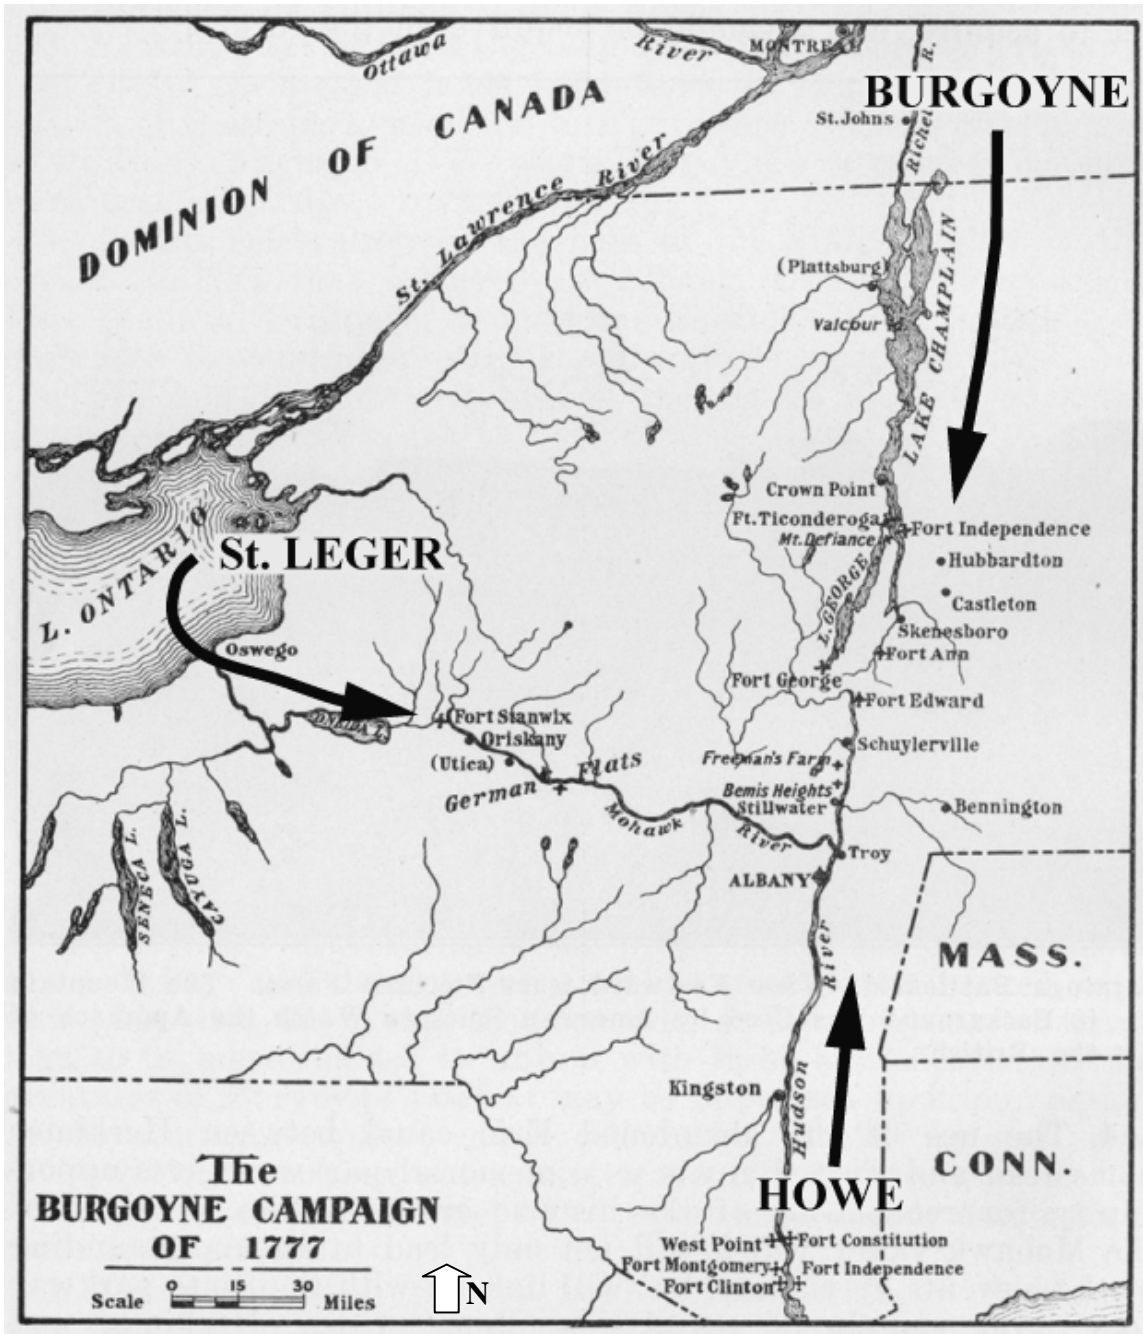 Ottawa
River
MONTREAL
R.
BURGOYNE
DOMINION OF CANADA
St. Johns
Richel
St. Lawrence River
(Plattsburg)
Valcour
LAKE CHAMPLAIN
Crown Point
Ft. Ticonderoga
Fort Independence
Mt. Defiance
Hubbardton
L. ONTARIO
St. LEGER
Castleton
L. GEORGE
Skenesboro
Oswego
Fort Ann
Fort George
Fort Edward
ONEIDA L.
Fort Stanwix
Oriskany
(Utica)
German Flats
Schuylerville
Freeman's Farm
Bemis Heights
Stillwater
Bennington
Mohawk River
Troy
ALBANY
SENECA L.
CAYUGA L.
MASS.
Hudson River
Kingston
CONN.
HOWE
West Point
Fort Constitution
Fort Montgomery
Fort Independence
Fort Clinton
The
BURGOYNE CAMPAIGN
OF 1777
0 15 30
Scale Miles
N